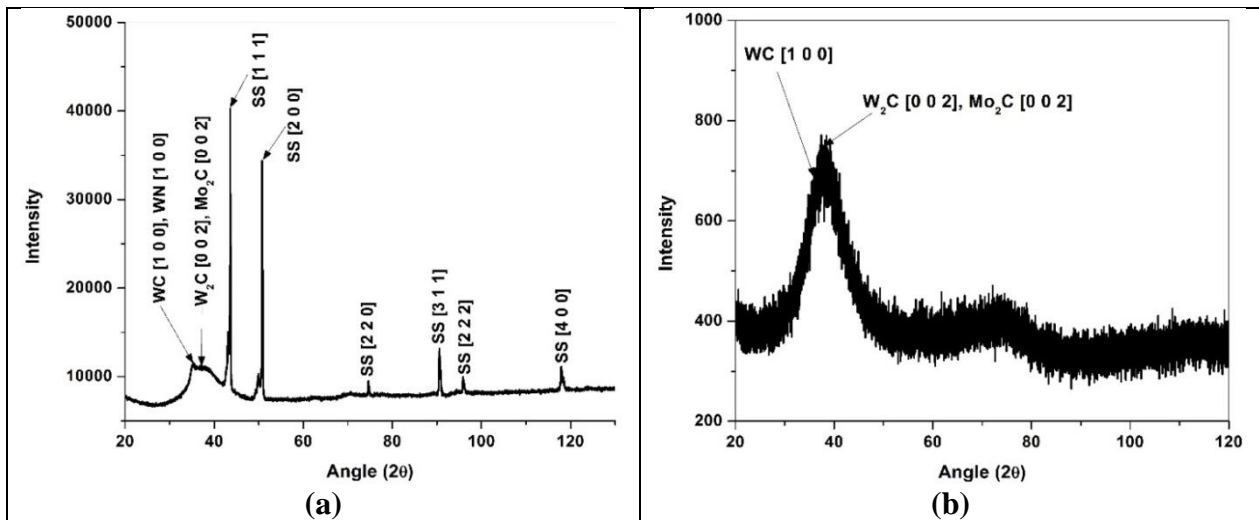 50000
40000
30000
20000
10000
Intensity
WC [1 0 0], WN [1 0 0]
W₂C [0 0 2], Mo₂C [0 0 2]
SS [1 1 1]
SS [2 0 0]
SS [2 2 0]
SS [3 1 1]
SS [2 2 2]
SS [4 0 0]
20 40 60 80 100 120
Angle (2θ)
(a)
1000
800
600
400
200
Intensity
WC [1 0 0]
W₂C [0 0 2], Mo₂C [0 0 2]
20 40 60 80 100 120
Angle (2θ)
(b)